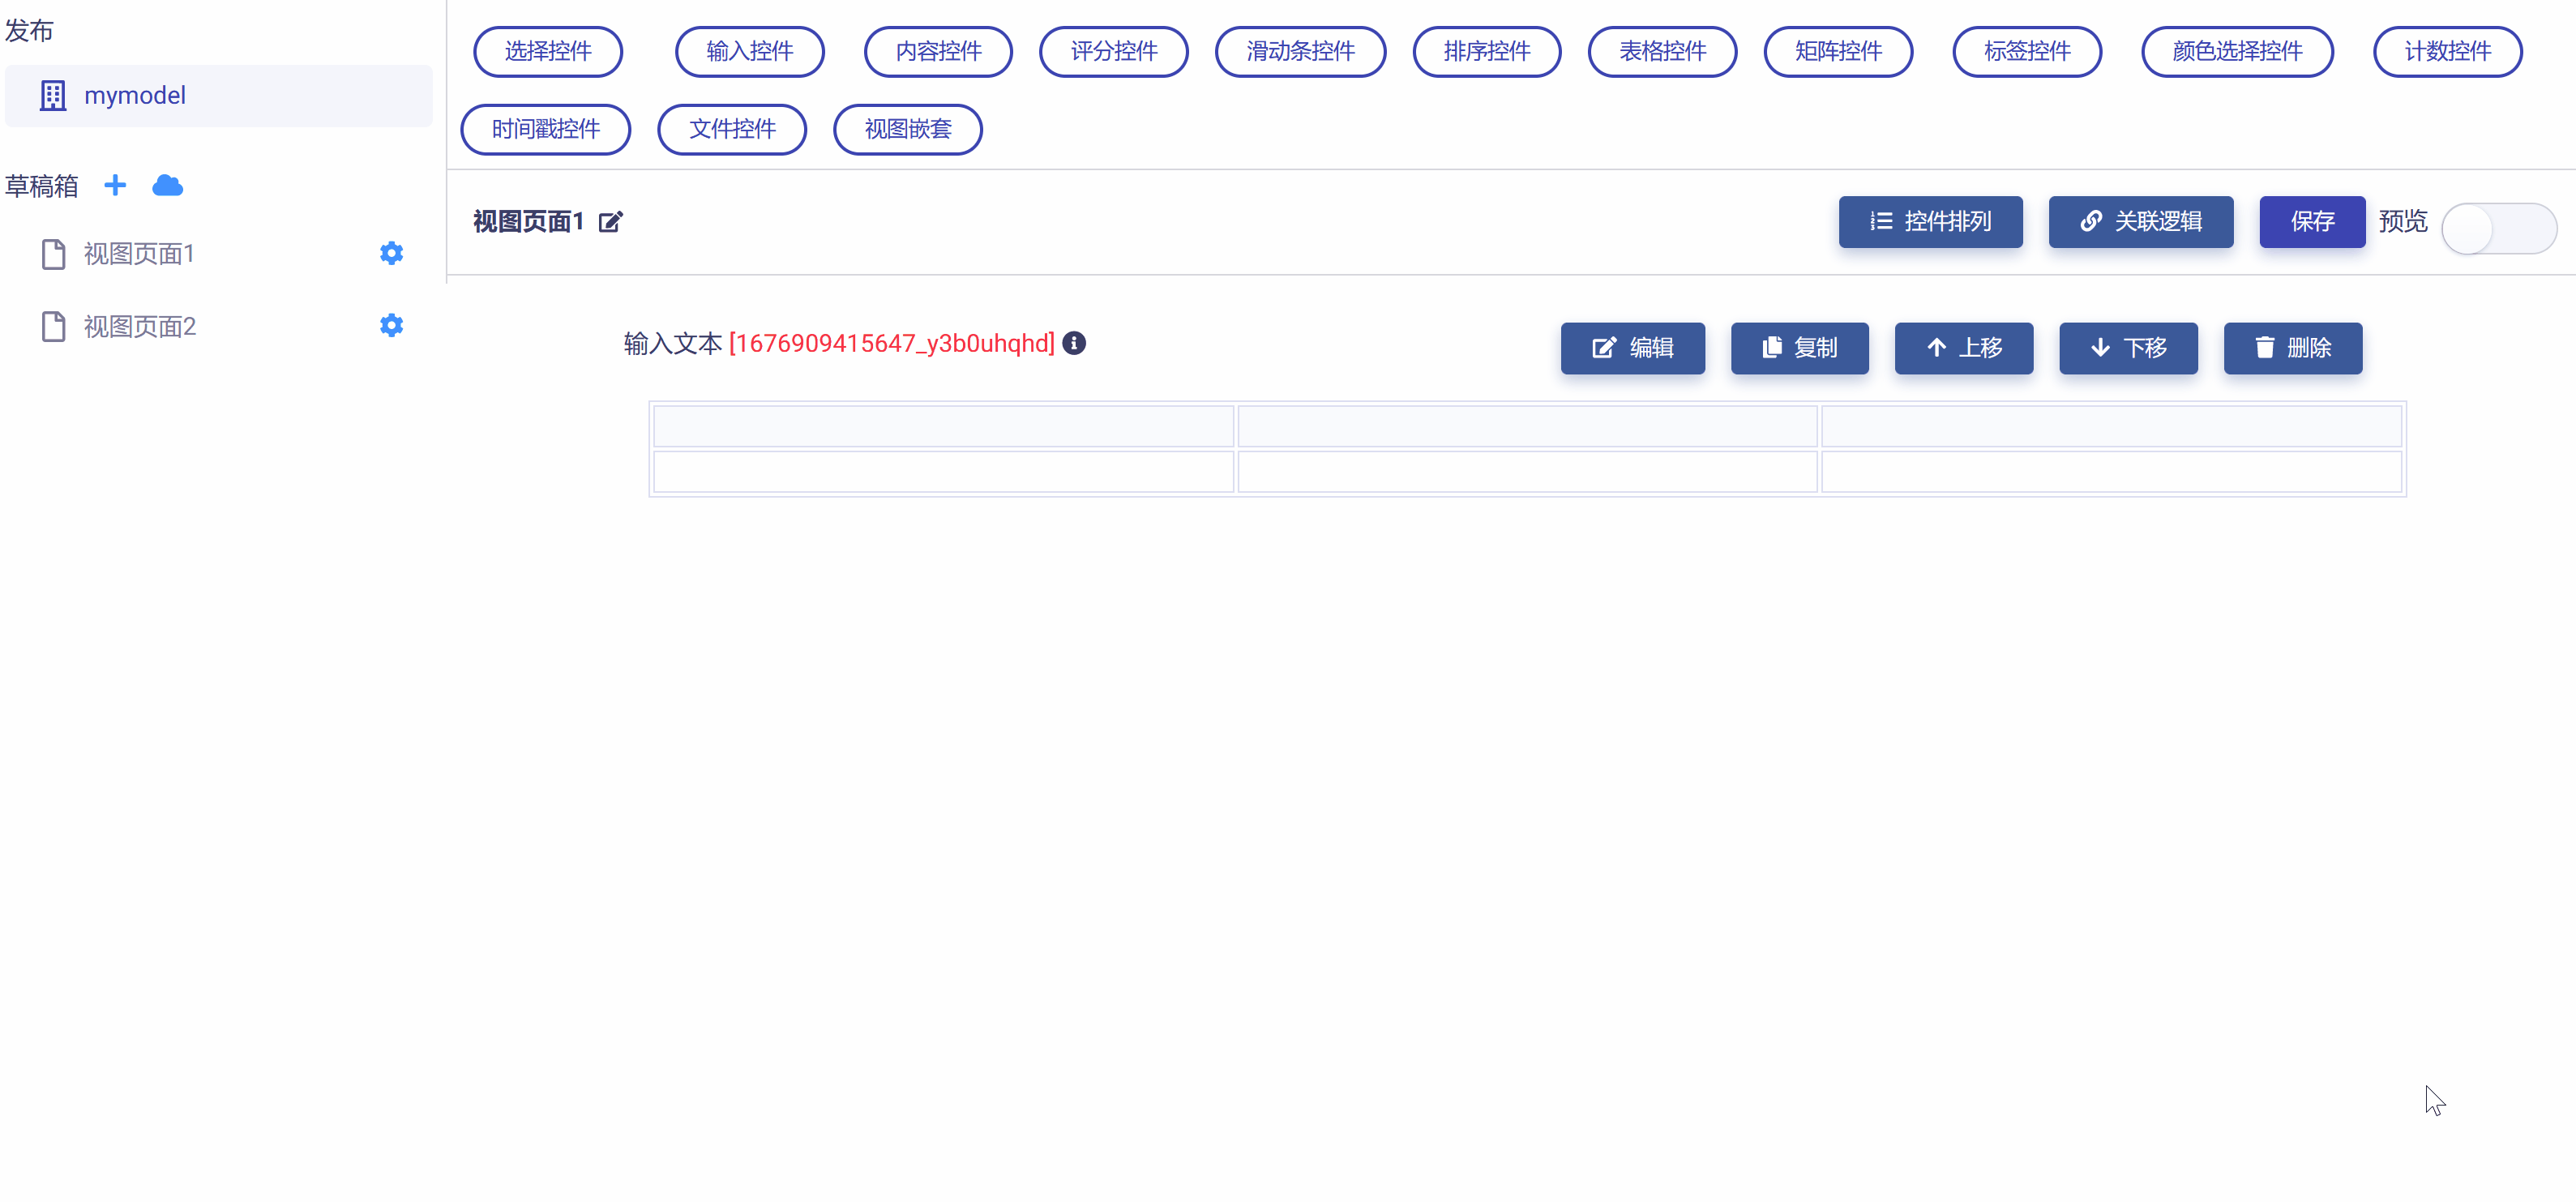 发布
mymodel
草稿箱
视图页面1
视图页面2
选择控件 输入控件 内容控件 评分控件 滑动条控件 排序控件 表格控件 矩阵控件 标签控件 颜色选择控件 计数控件
时间戳控件 文件控件 视图嵌套
视图页面1 控件排列 关联逻辑 保存 预览
输入文本 [1676909415647_y3b0uhqhd] 编辑 复制 上移 下移 删除